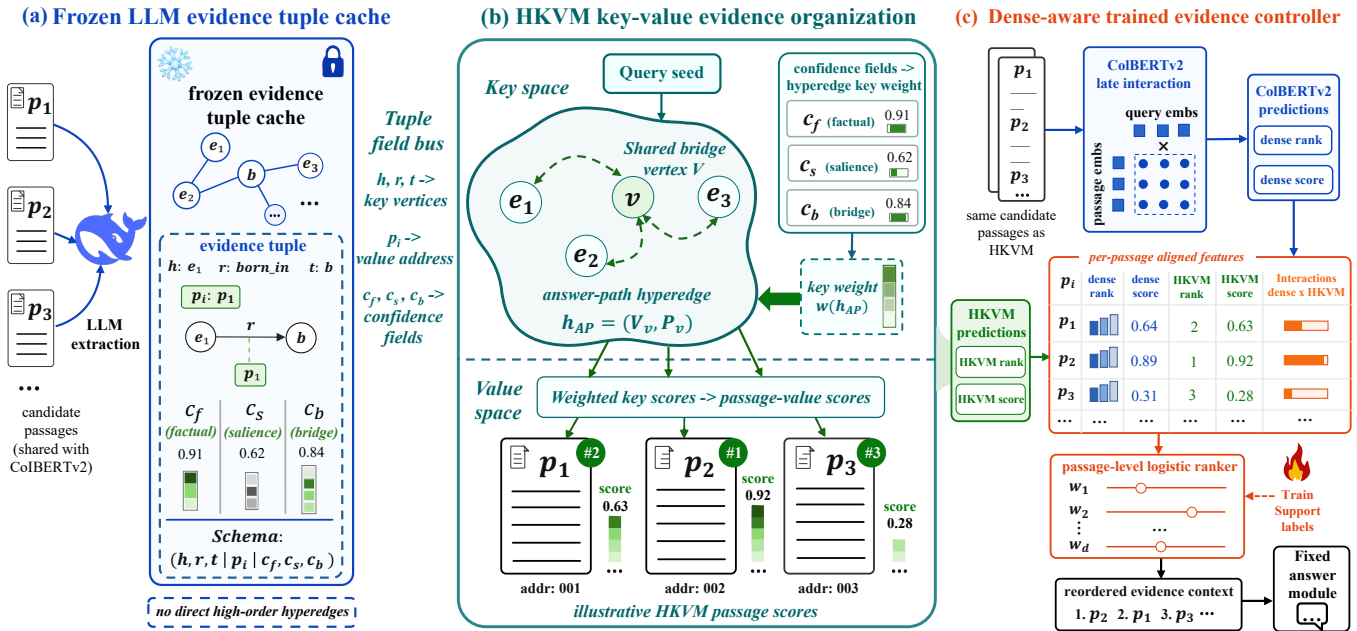 (a) Frozen LLM evidence tuple cache
p1
p2
p3
...
candidate
passages
(shared with
ColBERTv2)
LLM
extraction
frozen evidence
tuple cache
e1
e2
b
e3
...
...
evidence tuple
h: e1 r: born_in t: b
pi: p1
e1
r
b
p1
cf
cs
cb
(factual)
(salience)
(bridge)
0.91
0.62
0.84
Schema:
(h, r, t | pi | cf, cs, cb)
no direct high-order hyperedges
Tuple
field bus
h, r, t ->
key vertices
pi ->
value address
cf, cs, cb ->
confidence
fields
(b) HKVM key-value evidence organization
Key space
Query seed
Shared bridge
vertex V
e1
v
e3
e2
answer-path hyperedge
hAP = (Vv, Pv)
confidence fields ->
hyperedge key weight
cf (factual) 0.91
cs (salience) 0.62
cb (bridge) 0.84
key weight
w(hAP)
Value
space
Weighted key scores -> passage-value scores
p1
#2
score
0.63
...
addr: 001
p2
#1
score
0.92
...
addr: 002
p3
#3
score
0.28
...
addr: 003
illustrative HKVM passage scores
(c) Dense-aware trained evidence controller
p1
p2
p3
...
same candidate
passages as
HKVM
ColBERTv2
late interaction
query embs
×
passage embs
ColBERTv2
predictions
dense rank
dense score
HKVM
predictions
HKVM rank
HKVM score
per-passage aligned features
pi
dense
rank
dense
score
HKVM
rank
HKVM
score
Interactions
dense x HKVM
p1 0.64 2 0.63
p2 0.89 1 0.92
p3 0.31 3 0.28
... ... ... ... ... ...
passage-level logistic ranker
w1
w2
⋮ ...
wd
Train
Support
labels
reordered evidence context
1. p2 2. p1 3. p3 ...
Fixed
answer
module
...